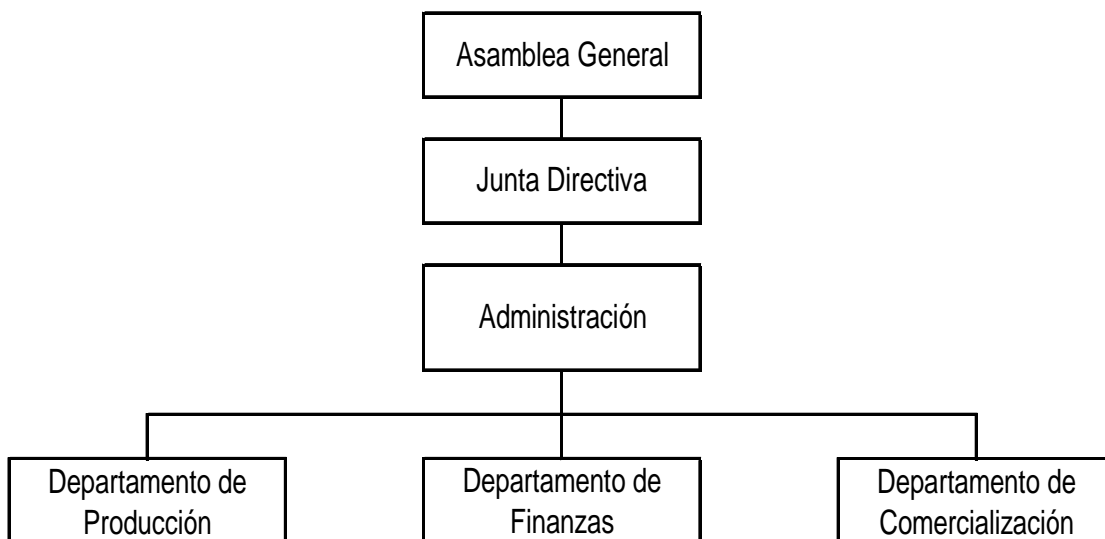 Asamblea General
Junta Directiva
Administración
Departamento de
Producción
Departamento de
Finanzas
Departamento de
Comercialización